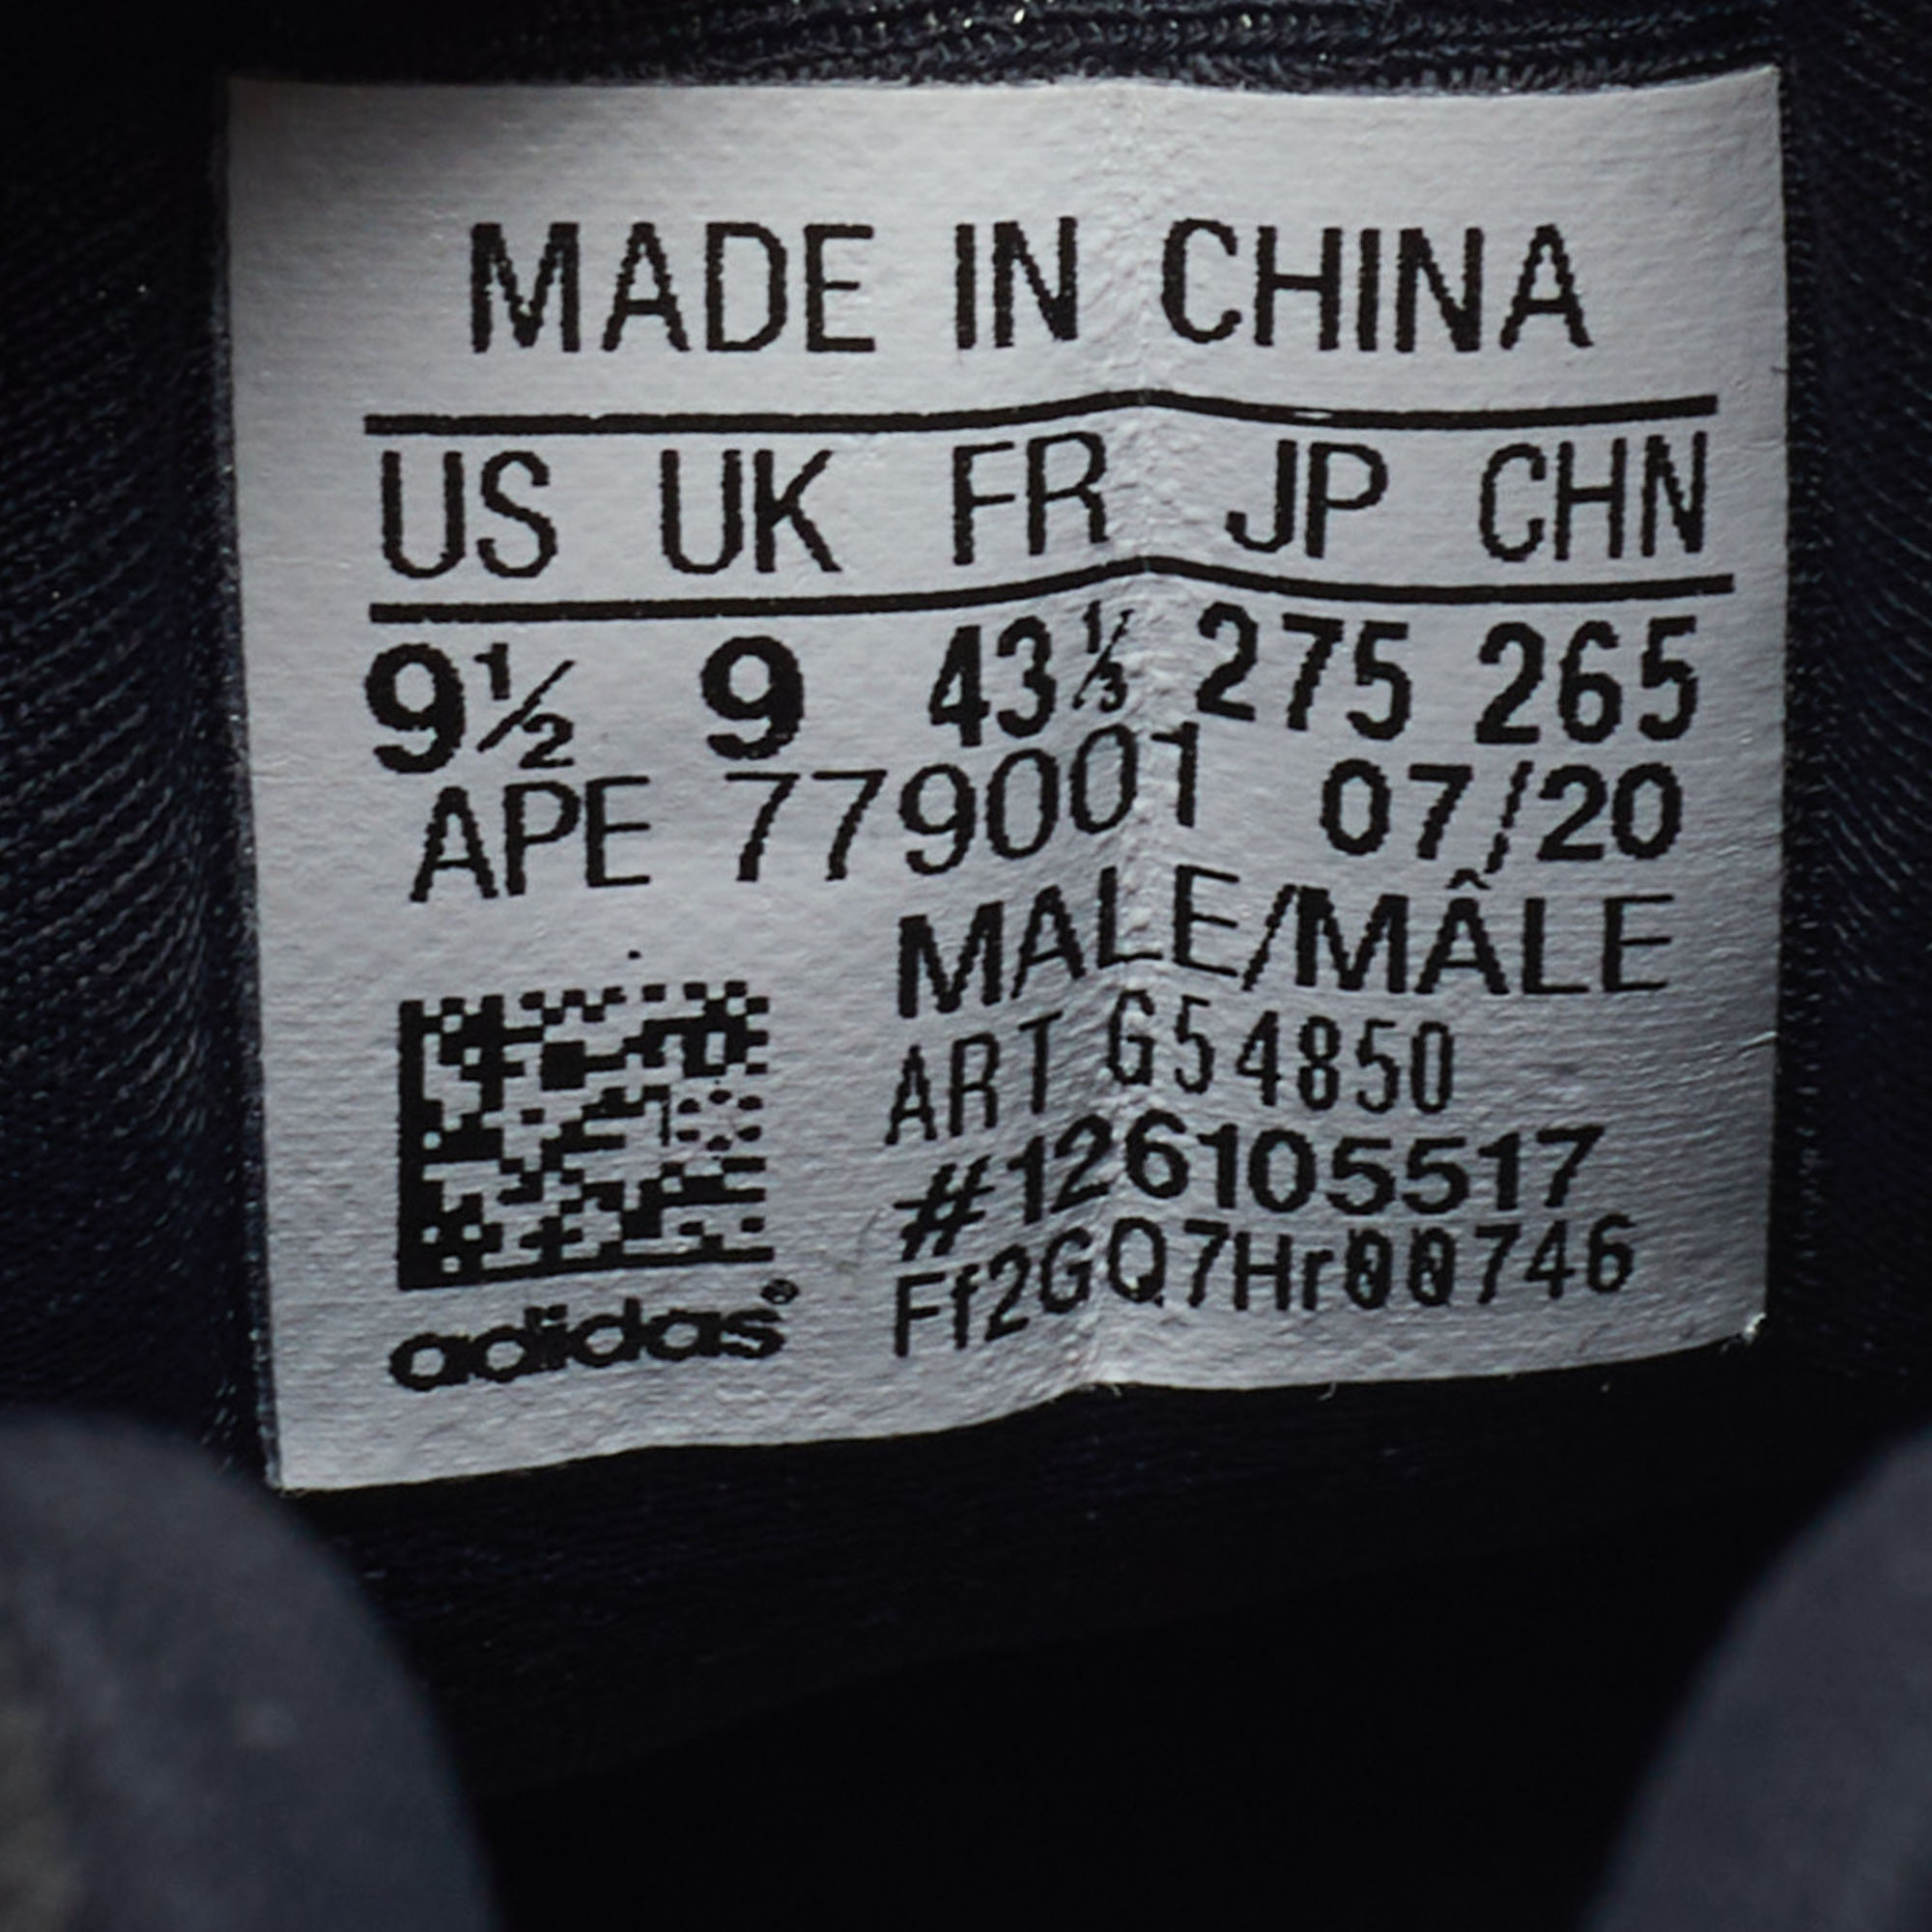 MADE IN CHINA
US UK FR JP CHN
9½ 9 43⅓ 275 265
APE 779001 07/20
MALE/MÂLE
ART G54850
#126105517
Ff2GQ7Hr00746
adidas®